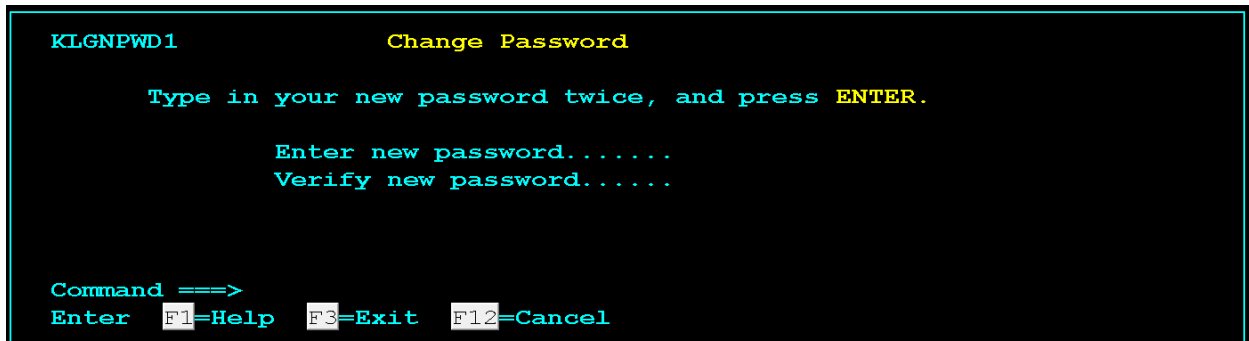 KLGNPWD1 Change Password
Type in your new password twice, and press ENTER.
Enter new password.......
Verify new password......
Command ===>
Enter F1=Help F3=Exit F12=Cancel